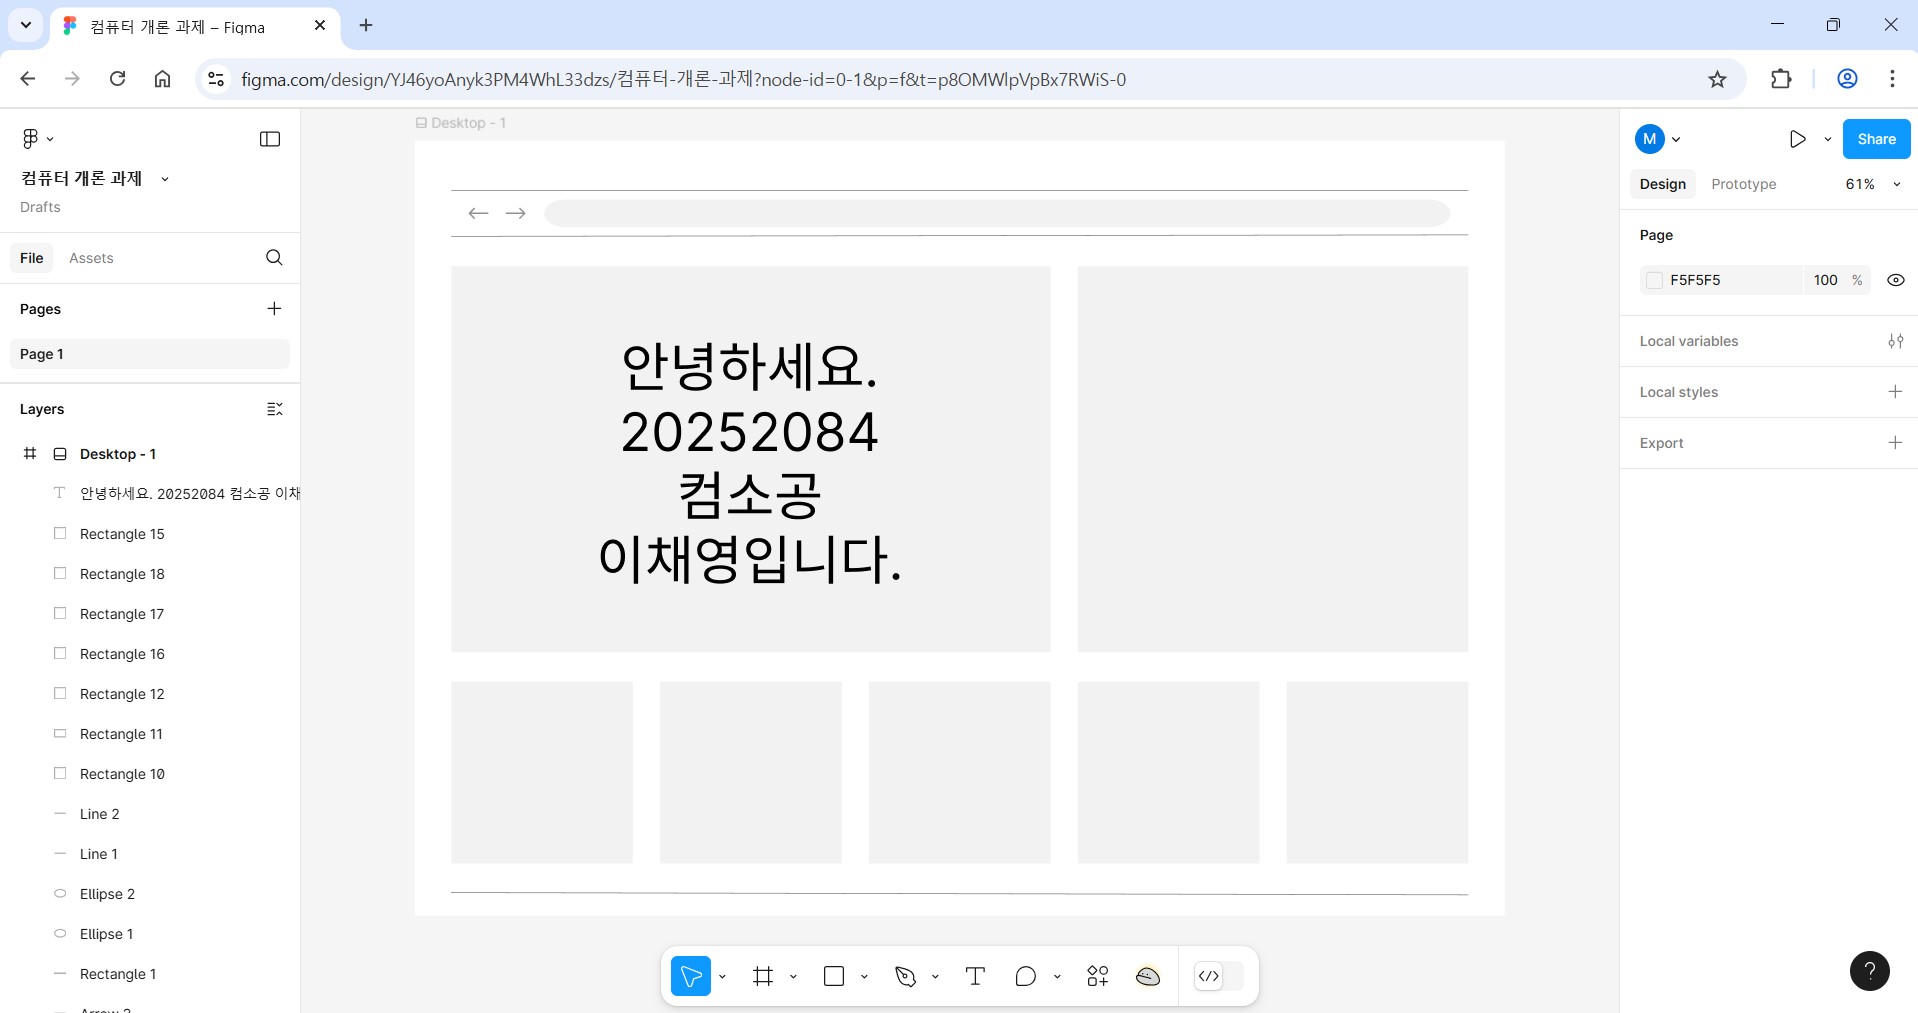 컴퓨터 개론 과제 – Figma
figma.com/design/YJ46yoAnyk3PM4WhL33dzs/컴퓨터-개론-과제?node-id=0-1&p=f&t=p8OMWlpVpBx7RWiS-0
컴퓨터 개론 과제
Drafts
File Assets
Pages
Page 1
Layers
Desktop - 1
안녕하세요. 20252084 컴소공 이채
Rectangle 15
Rectangle 18
Rectangle 17
Rectangle 16
Rectangle 12
Rectangle 11
Rectangle 10
Line 2
Line 1
Ellipse 2
Ellipse 1
Rectangle 1
Desktop - 1
안녕하세요.
20252084
컴소공
이채영입니다.
M
Share
Design Prototype 61%
Page
F5F5F5 100 %
Local variables
Local styles
Export
?